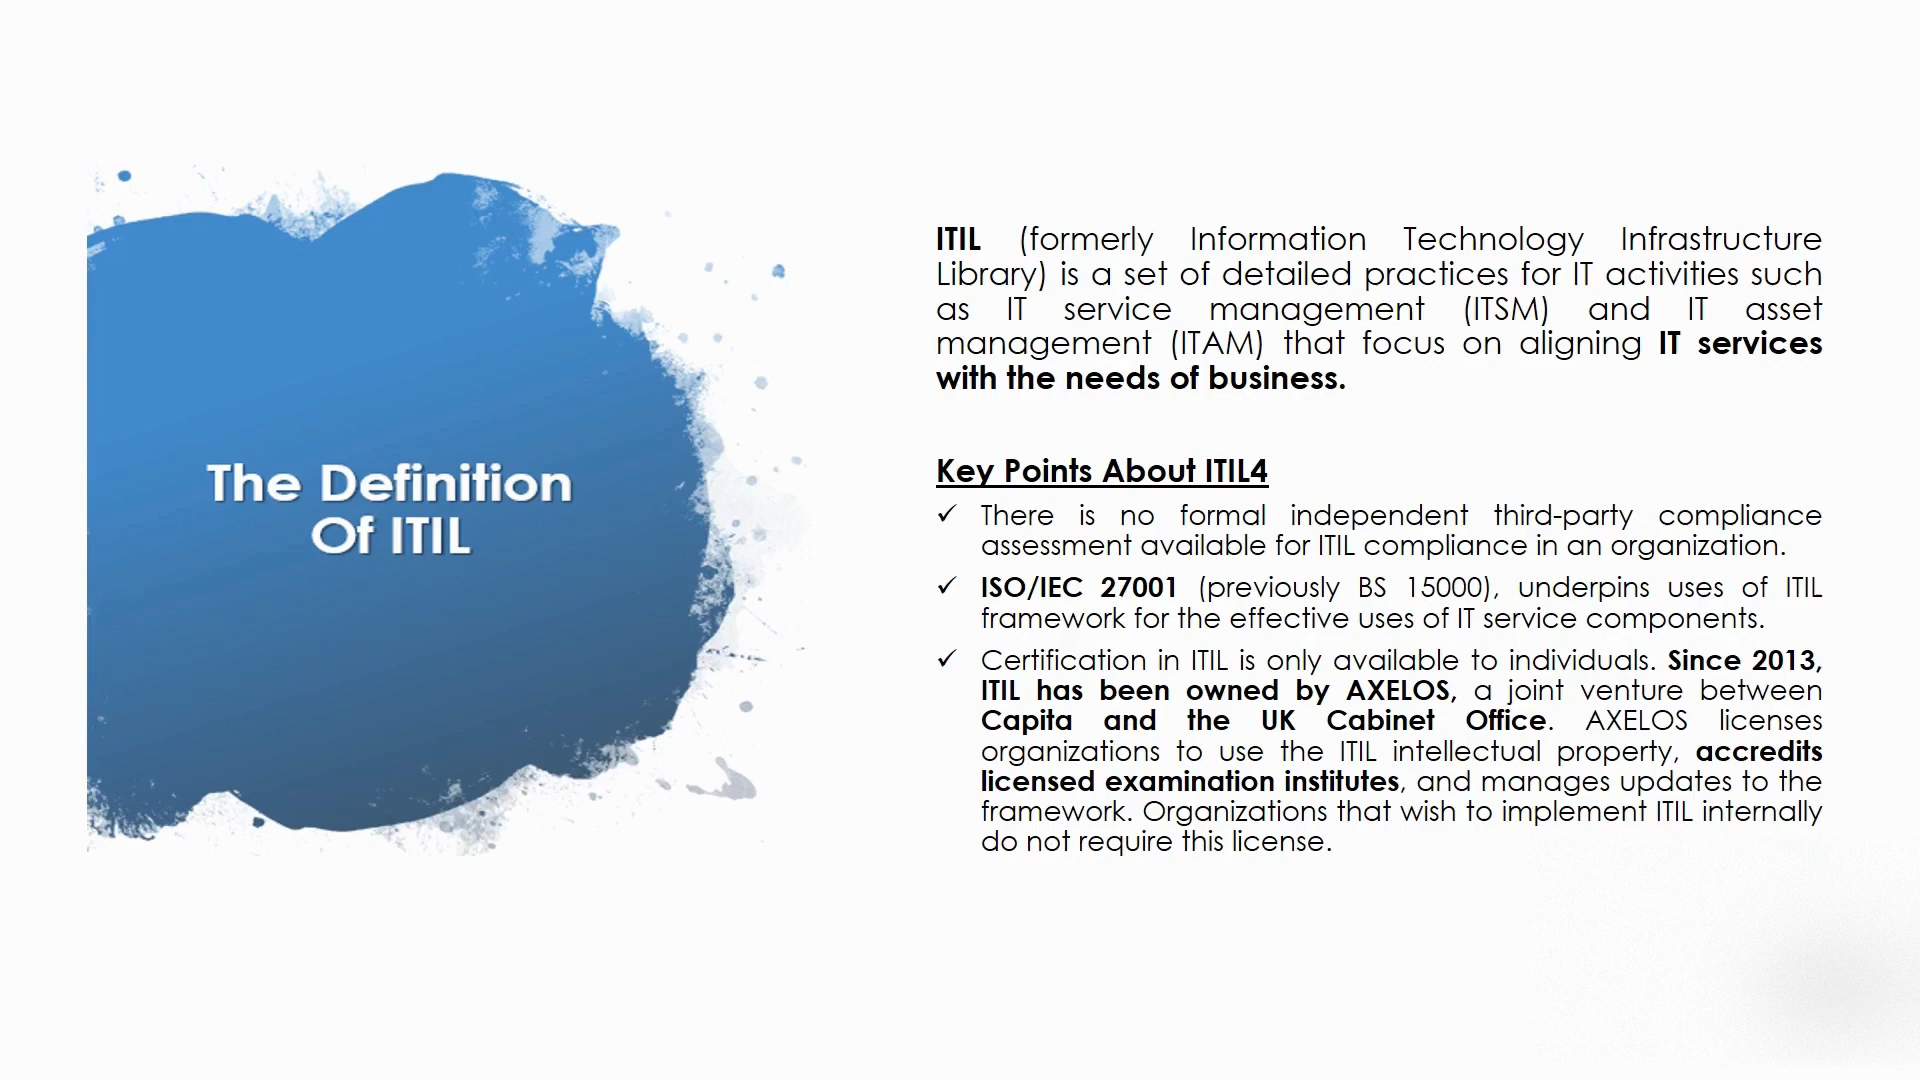 The Definition
Of ITIL
ITIL (formerly Information Technology Infrastructure
Library) is a set of detailed practices for IT activities such
as IT service management (ITSM) and IT asset
management (ITAM) that focus on aligning IT services
with the needs of business.
Key Points About ITIL4
✓ There is no formal independent third-party compliance
assessment available for ITIL compliance in an organization.
✓ ISO/IEC 27001 (previously BS 15000), underpins uses of ITIL
framework for the effective uses of IT service components.
✓ Certification in ITIL is only available to individuals. Since 2013,
ITIL has been owned by AXELOS, a joint venture between
Capita and the UK Cabinet Office. AXELOS licenses
organizations to use the ITIL intellectual property, accredits
licensed examination institutes, and manages updates to the
framework. Organizations that wish to implement ITIL internally
do not require this license.